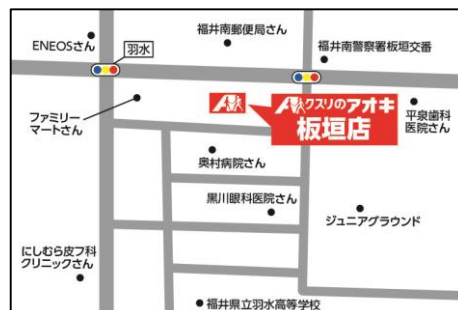 ENEOSさん
羽水
福井南郵便局さん
福井南警察署板垣交番
ファミリー
マートさん
クスリのアオキ
板垣店
平泉歯科
医院さん
奥村病院さん
黒川眼科医院さん
ジュニアグラウンド
にしむら皮フ科
クリニックさん
福井県立羽水高等学校